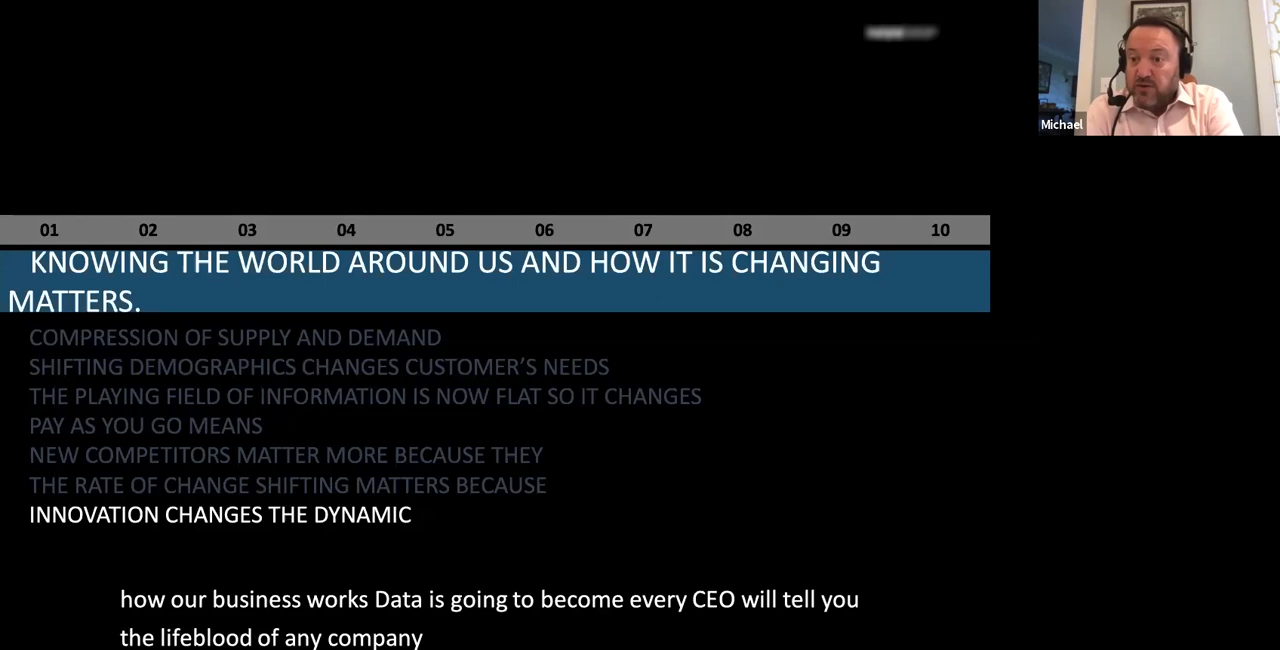 Michael
01 02 03 04 05 06 07 08 09 10
KNOWING THE WORLD AROUND US AND HOW IT IS CHANGING
MATTERS.
COMPRESSION OF SUPPLY AND DEMAND
SHIFTING DEMOGRAPHICS CHANGES CUSTOMER’S NEEDS
THE PLAYING FIELD OF INFORMATION IS NOW FLAT SO IT CHANGES
PAY AS YOU GO MEANS
NEW COMPETITORS MATTER MORE BECAUSE THEY
THE RATE OF CHANGE SHIFTING MATTERS BECAUSE
INNOVATION CHANGES THE DYNAMIC
how our business works Data is going to become every CEO will tell you
the lifeblood of any company